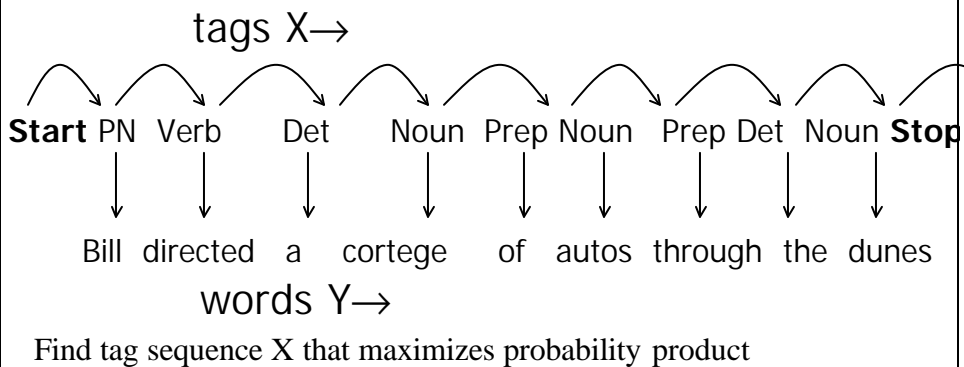 tags X→
Start PN Verb Det Noun Prep Noun Prep Det Noun Stop
Bill directed a cortege of autos through the dunes
words Y→
Find tag sequence X that maximizes probability product